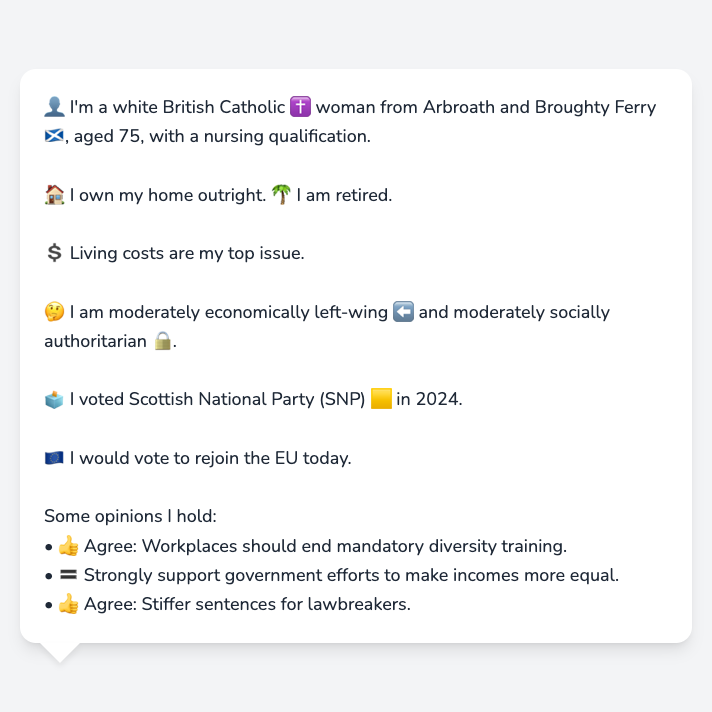 👤 I'm a white British Catholic ✝️ woman from Arbroath and Broughty Ferry
🏴󠁧󠁢󠁳󠁣󠁴󠁿, aged 75, with a nursing qualification.
🏠 I own my home outright. 🌴 I am retired.
💲 Living costs are my top issue.
🤔 I am moderately economically left-wing ⬅️ and moderately socially
authoritarian 🔒.
🗳️ I voted Scottish National Party (SNP) 🟨 in 2024.
🇪🇺 I would vote to rejoin the EU today.
Some opinions I hold:
• 👍 Agree: Workplaces should end mandatory diversity training.
• 🟰 Strongly support government efforts to make incomes more equal.
• 👍 Agree: Stiffer sentences for lawbreakers.